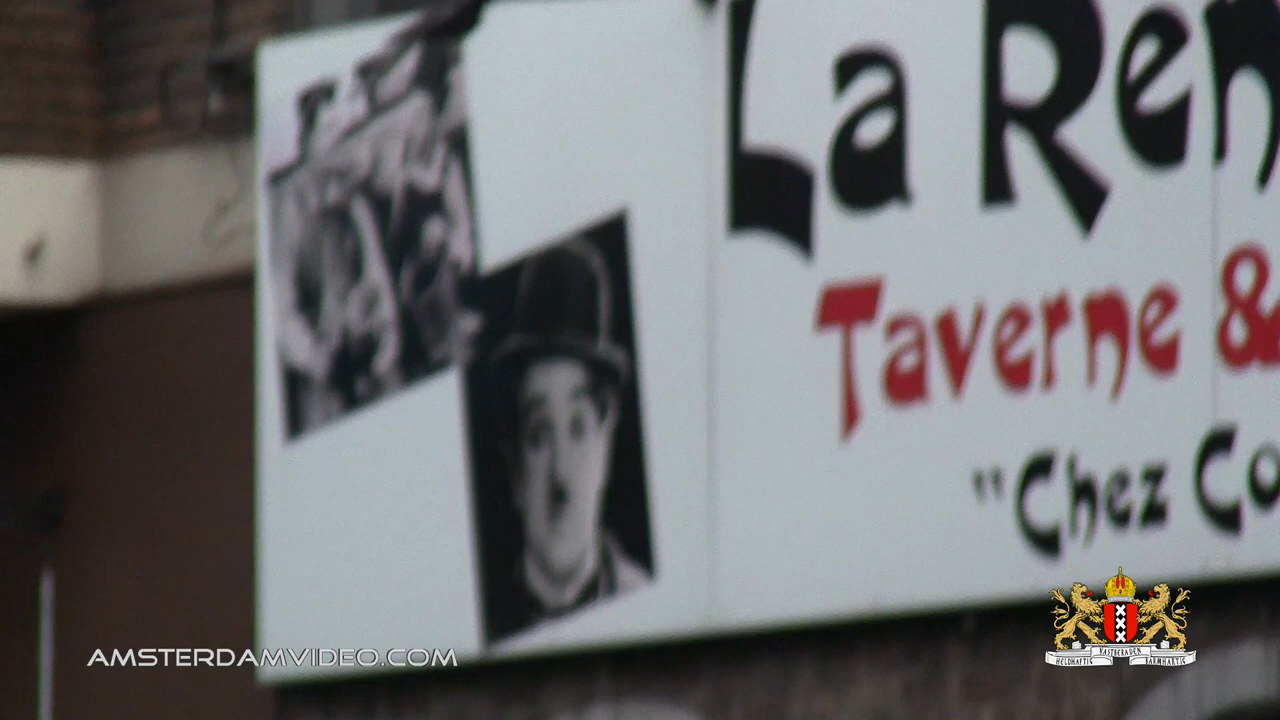 La Ren
Taverne &
"Chez Co
AMSTERDAMVIDEO.COM
HELDHAFTIG VASTBERADEN BARMHARTIG